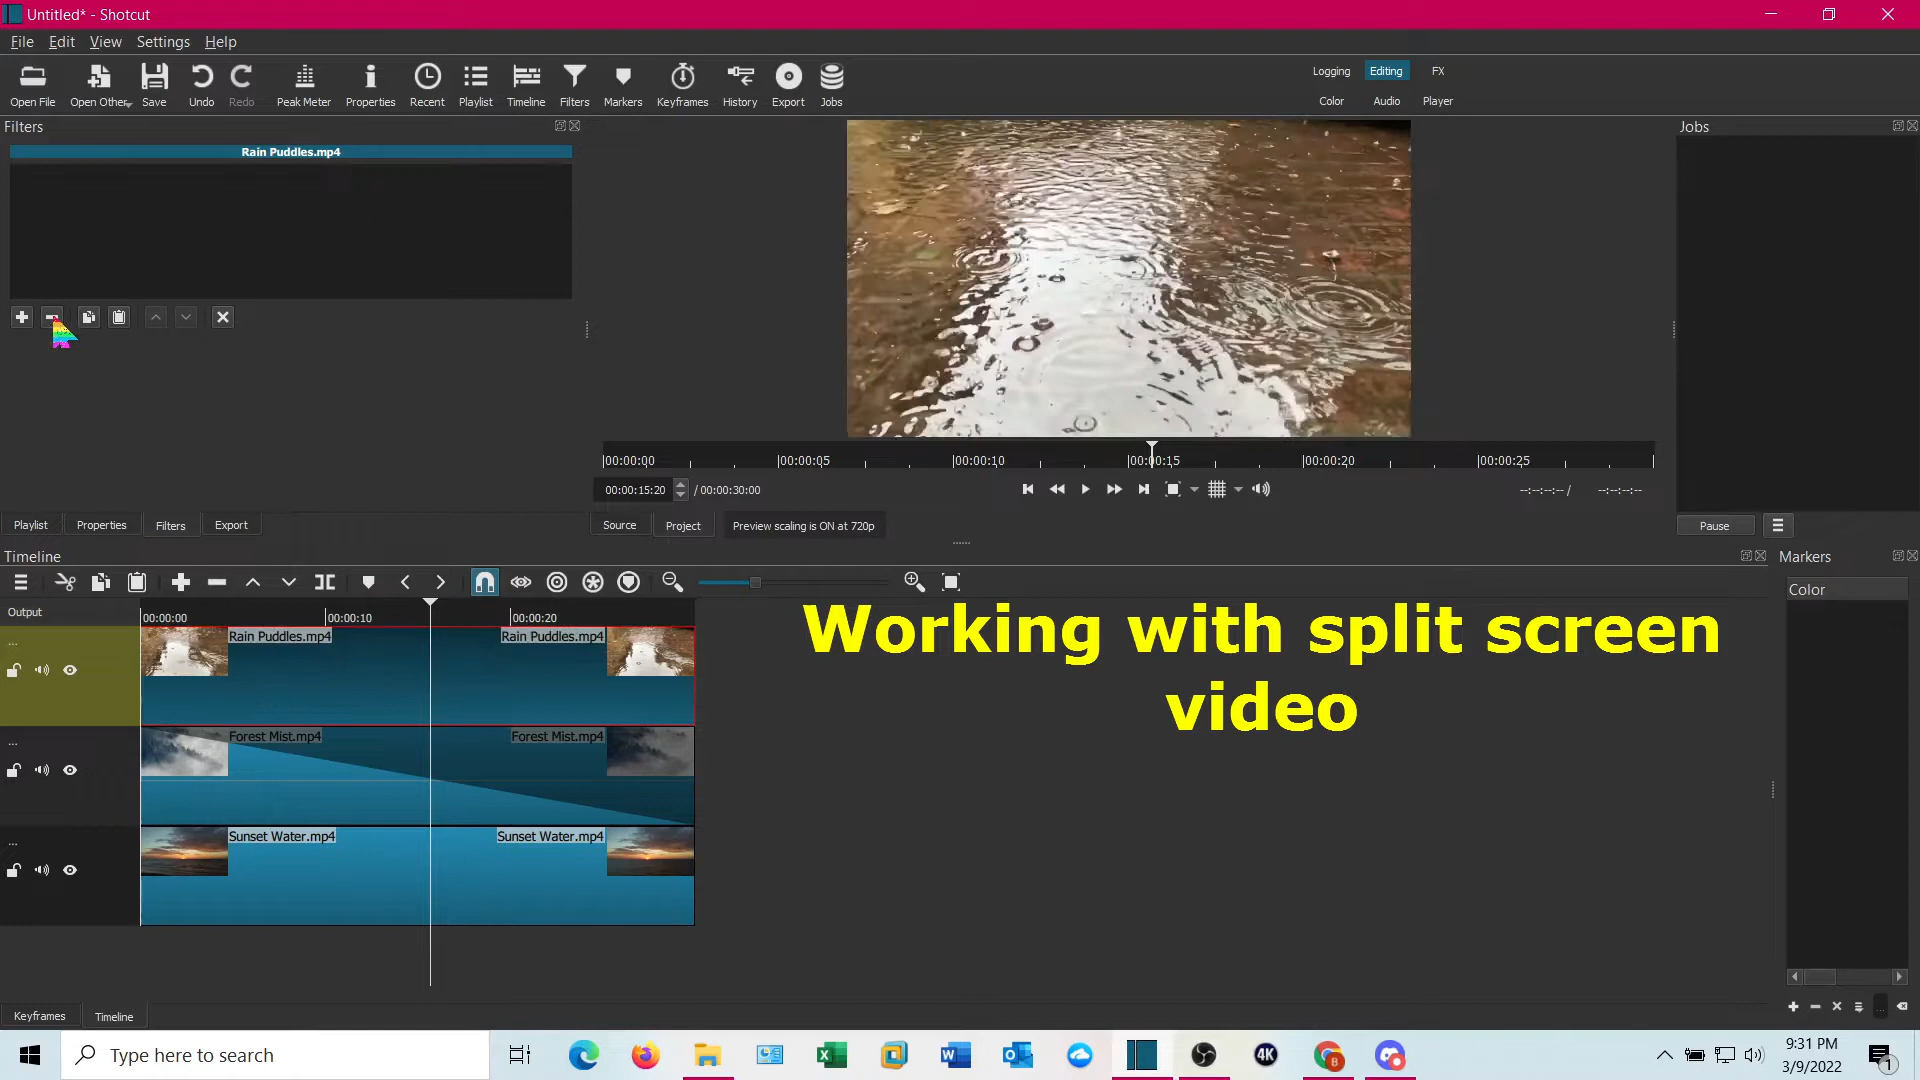 Untitled* - Shotcut
File Edit View Settings Help
Open File Open Other Save Undo Redo Peak Meter Properties Recent Playlist Timeline Filters Markers Keyframes History Export Jobs
Logging Editing FX
Color Audio Player
Filters
Rain Puddles.mp4
Jobs
00:00:00 00:00:05 00:00:10 00:00:15 00:00:20 00:00:25
00:00:15:20 / 00:00:30:00
--:--:--:-- / --:--:--:--
Playlist Properties Filters Export
Source Project Preview scaling is ON at 720p
Pause
Timeline
Markers
Color
Output
00:00:00 00:00:10 00:00:20
Rain Puddles.mp4 Rain Puddles.mp4
...
Forest Mist.mp4 Forest Mist.mp4
...
Sunset Water.mp4 Sunset Water.mp4
...
Working with split screen
video
...
Keyframes Timeline
Type here to search
4K
B
9:31 PM
3/9/2022
1